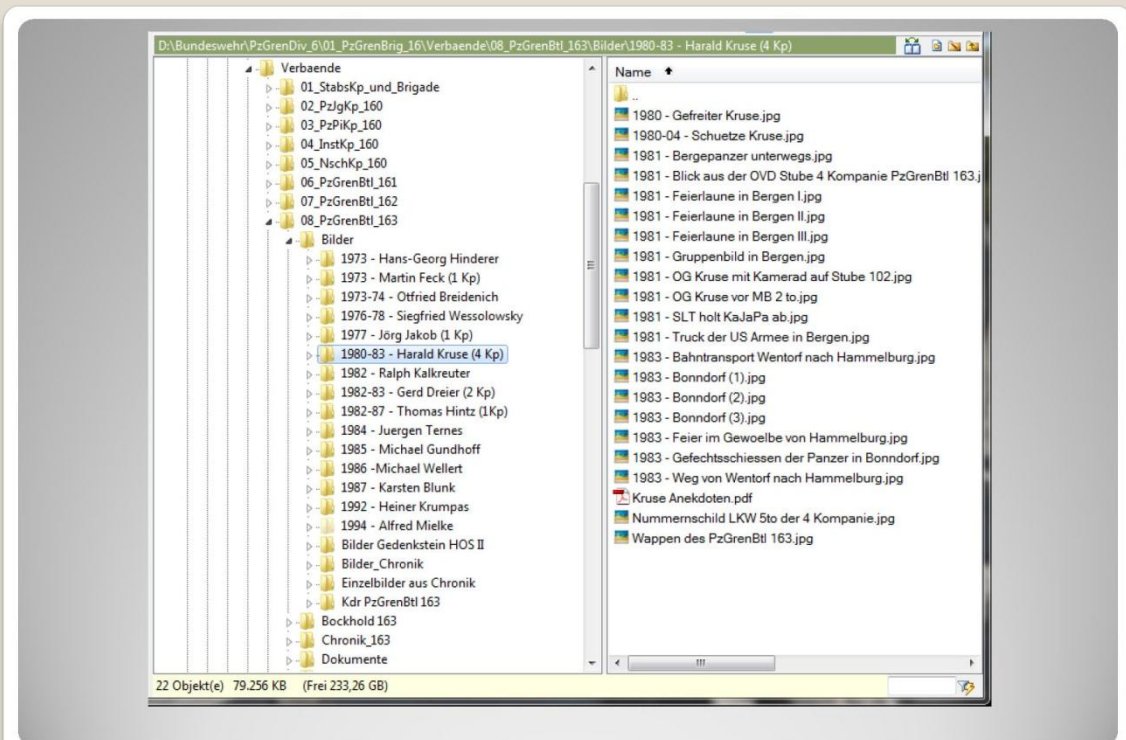 D:\Bundeswehr\PzGrenDiv_6\01_PzGrenBrig_16\Verbaende\08_PzGrenBtl_163\Bilder\1980-83 - Harald Kruse (4 Kp)
Verbaende
01_StabsKp_und_Brigade
02_PzJgKp_160
03_PzPiKp_160
04_InstKp_160
05_NschKp_160
06_PzGrenBtl_161
07_PzGrenBtl_162
08_PzGrenBtl_163
Bilder
1973 - Hans-Georg Hinderer
1973 - Martin Feck (1 Kp)
1973-74 - Otfried Breidenich
1976-78 - Siegfried Wessolowsky
1977 - Jörg Jakob (1 Kp)
1980-83 - Harald Kruse (4 Kp)
1982 - Ralph Kalkreuter
1982-83 - Gerd Dreier (2 Kp)
1982-87 - Thomas Hintz (1Kp)
1984 - Juergen Ternes
1985 - Michael Gundhoff
1986 -Michael Wellert
1987 - Karsten Blunk
1992 - Heiner Krumpas
1994 - Alfred Mielke
Bilder Gedenkstein HOS II
Bilder_Chronik
Einzelbilder aus Chronik
Kdr PzGrenBtl 163
Bockhold 163
Chronik_163
Dokumente
Name
..
1980 - Gefreiter Kruse.jpg
1980-04 - Schuetze Kruse.jpg
1981 - Bergepanzer unterwegs.jpg
1981 - Blick aus der OVD Stube 4 Kompanie PzGrenBtl 163.j
1981 - Feierlaune in Bergen I.jpg
1981 - Feierlaune in Bergen II.jpg
1981 - Feierlaune in Bergen III.jpg
1981 - Gruppenbild in Bergen.jpg
1981 - OG Kruse mit Kamerad auf Stube 102.jpg
1981 - OG Kruse vor MB 2 to.jpg
1981 - SLT holt KaJaPa ab.jpg
1981 - Truck der US Armee in Bergen.jpg
1983 - Bahntransport Wentorf nach Hammelburg.jpg
1983 - Bonndorf (1).jpg
1983 - Bonndorf (2).jpg
1983 - Bonndorf (3).jpg
1983 - Feier im Gewoelbe von Hammelburg.jpg
1983 - Gefechtsschiessen der Panzer in Bonndorf.jpg
1983 - Weg von Wentorf nach Hammelburg.jpg
Kruse Anekdoten.pdf
Nummernschild LKW 5to der 4 Kompanie.jpg
Wappen des PzGrenBtl 163.jpg
22 Objekt(e) 79.256 KB (Frei 233,26 GB)